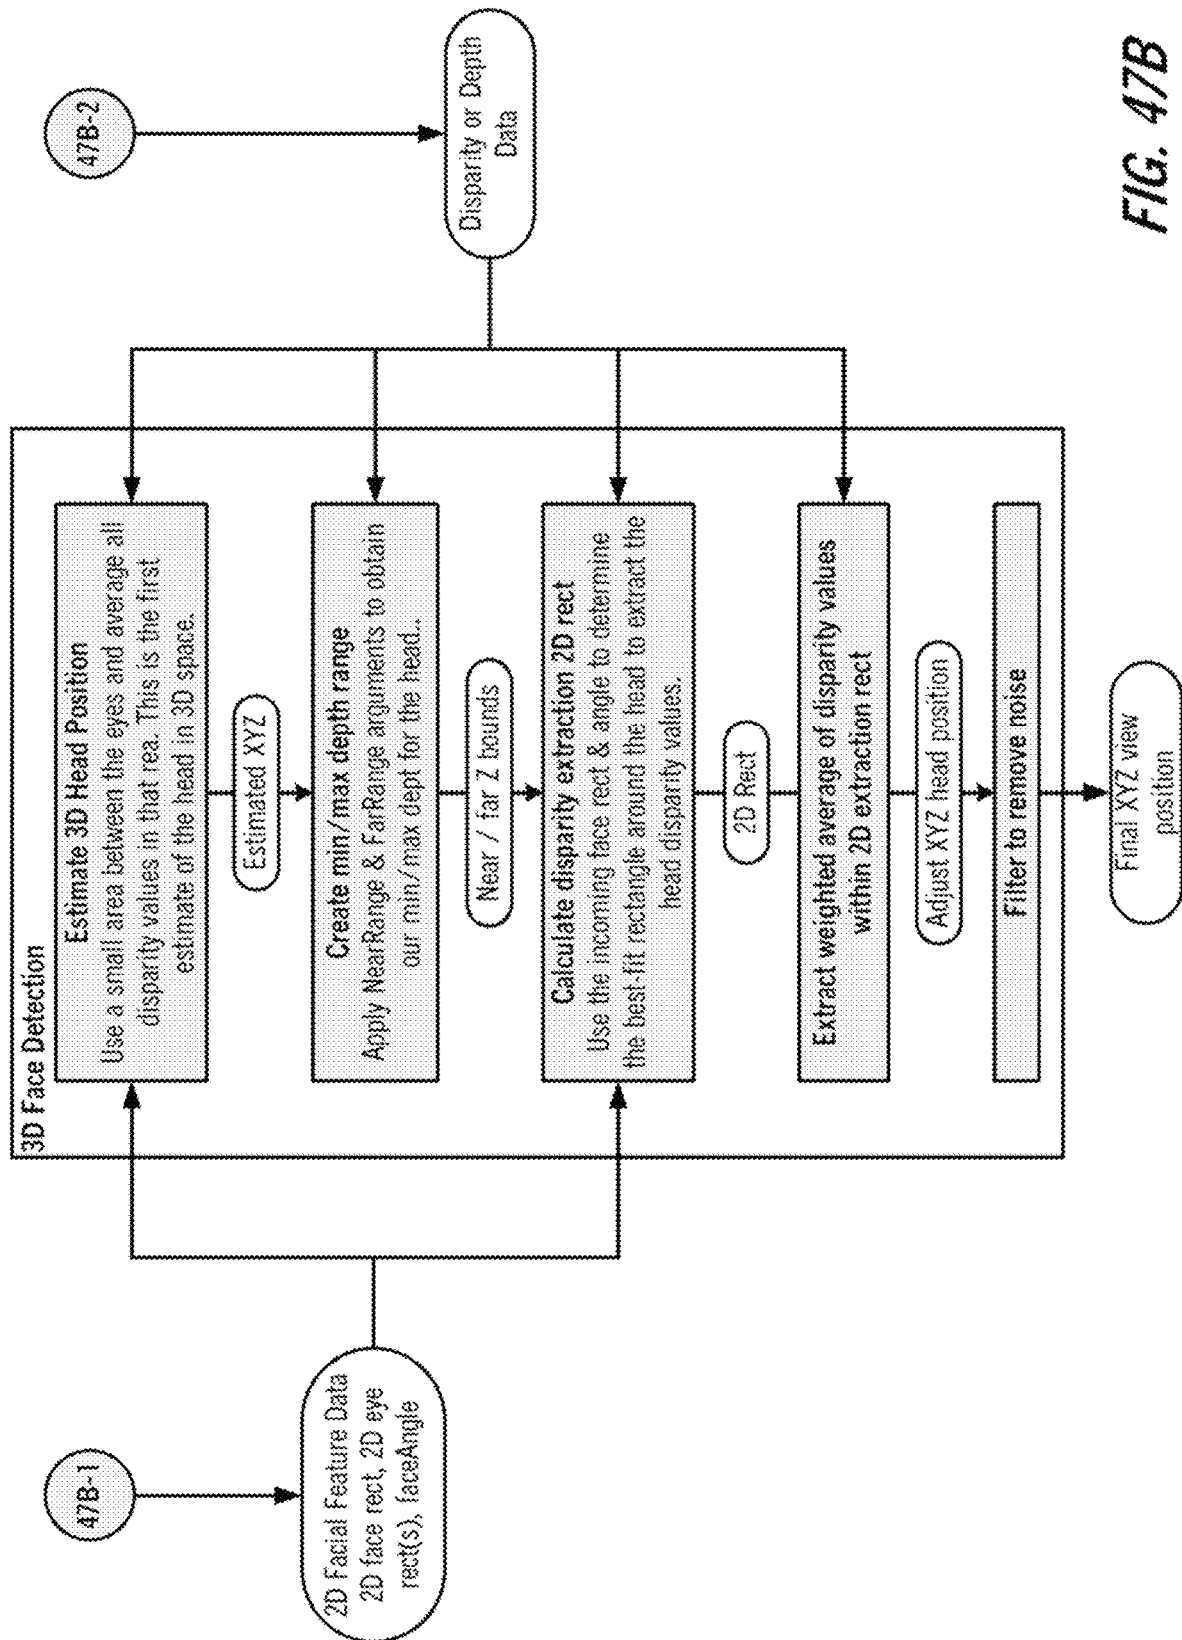 47B-1
47B-2
2D Facial Feature Data
2D face rect, 2D eye
rect(s), faceAngle
Disparity or Depth
Data
3D Face Detection
Estimate 3D Head Position
Use a small area between the eyes and average all
disparity values in that rea. This is the first
estimate of the head in 3D space.
Estimated XYZ
Create min/max depth range
Apply NearRange & FarRange arguments to obtain
our min/max dept for the head..
Near / far Z bounds
Calculate disparity extraction 2D rect
Use the incoming face rect & angle to determine
the best-fit rectangle around the head to extract the
head disparity values.
2D Rect
Extract weighted average of disparity values
within 2D extraction rect
Adjust XYZ head position
Filter to remove noise
Final XYZ view
position
FIG. 47B